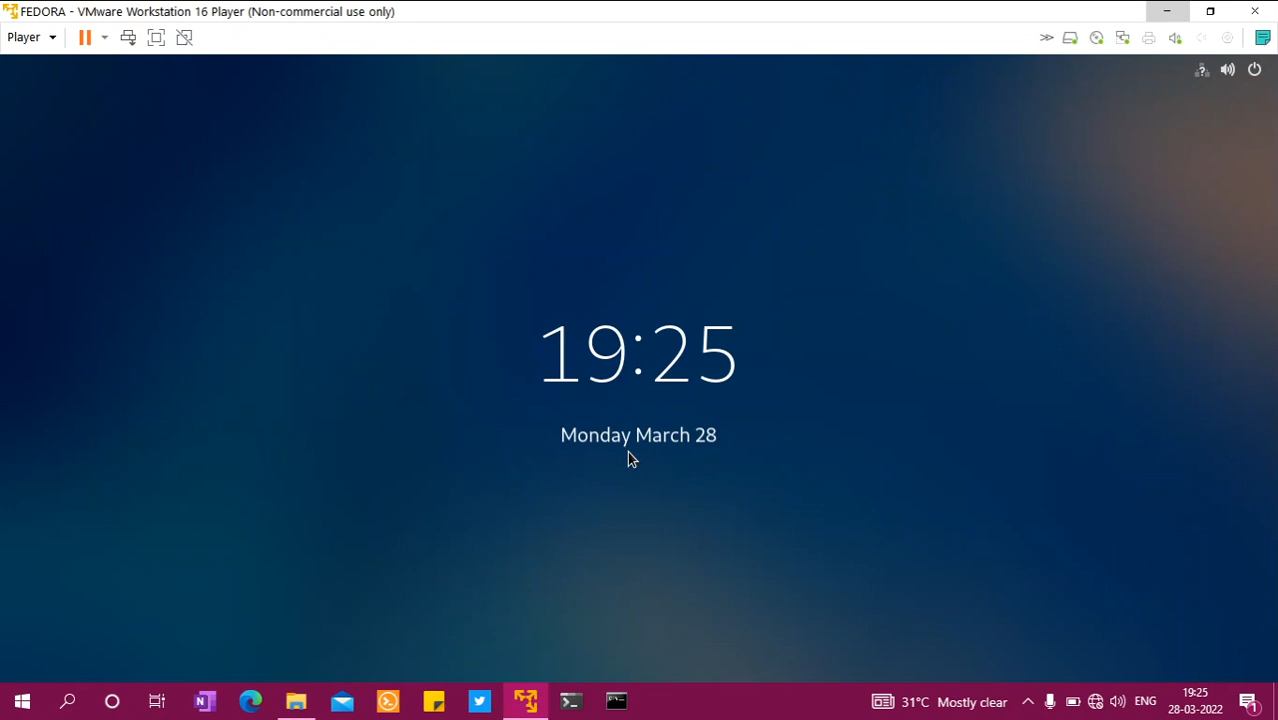 FEDORA - VMware Workstation 16 Player (Non-commercial use only)
Player
19:25
Monday March 28
31°C Mostly clear
ENG
19:25
28-03-2022
1